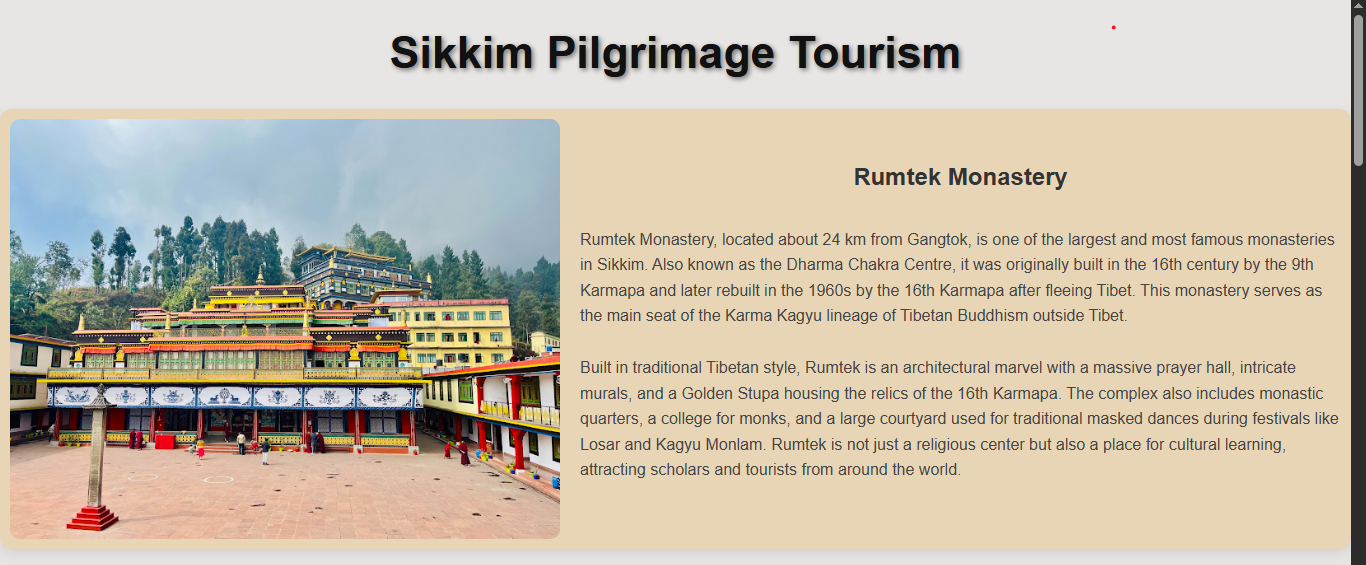 Sikkim Pilgrimage Tourism
Rumtek Monastery
Rumtek Monastery, located about 24 km from Gangtok, is one of the largest and most famous monasteries
in Sikkim. Also known as the Dharma Chakra Centre, it was originally built in the 16th century by the 9th
Karmapa and later rebuilt in the 1960s by the 16th Karmapa after fleeing Tibet. This monastery serves as
the main seat of the Karma Kagyu lineage of Tibetan Buddhism outside Tibet.
Built in traditional Tibetan style, Rumtek is an architectural marvel with a massive prayer hall, intricate
murals, and a Golden Stupa housing the relics of the 16th Karmapa. The complex also includes monastic
quarters, a college for monks, and a large courtyard used for traditional masked dances during festivals like
Losar and Kagyu Monlam. Rumtek is not just a religious center but also a place for cultural learning,
attracting scholars and tourists from around the world.